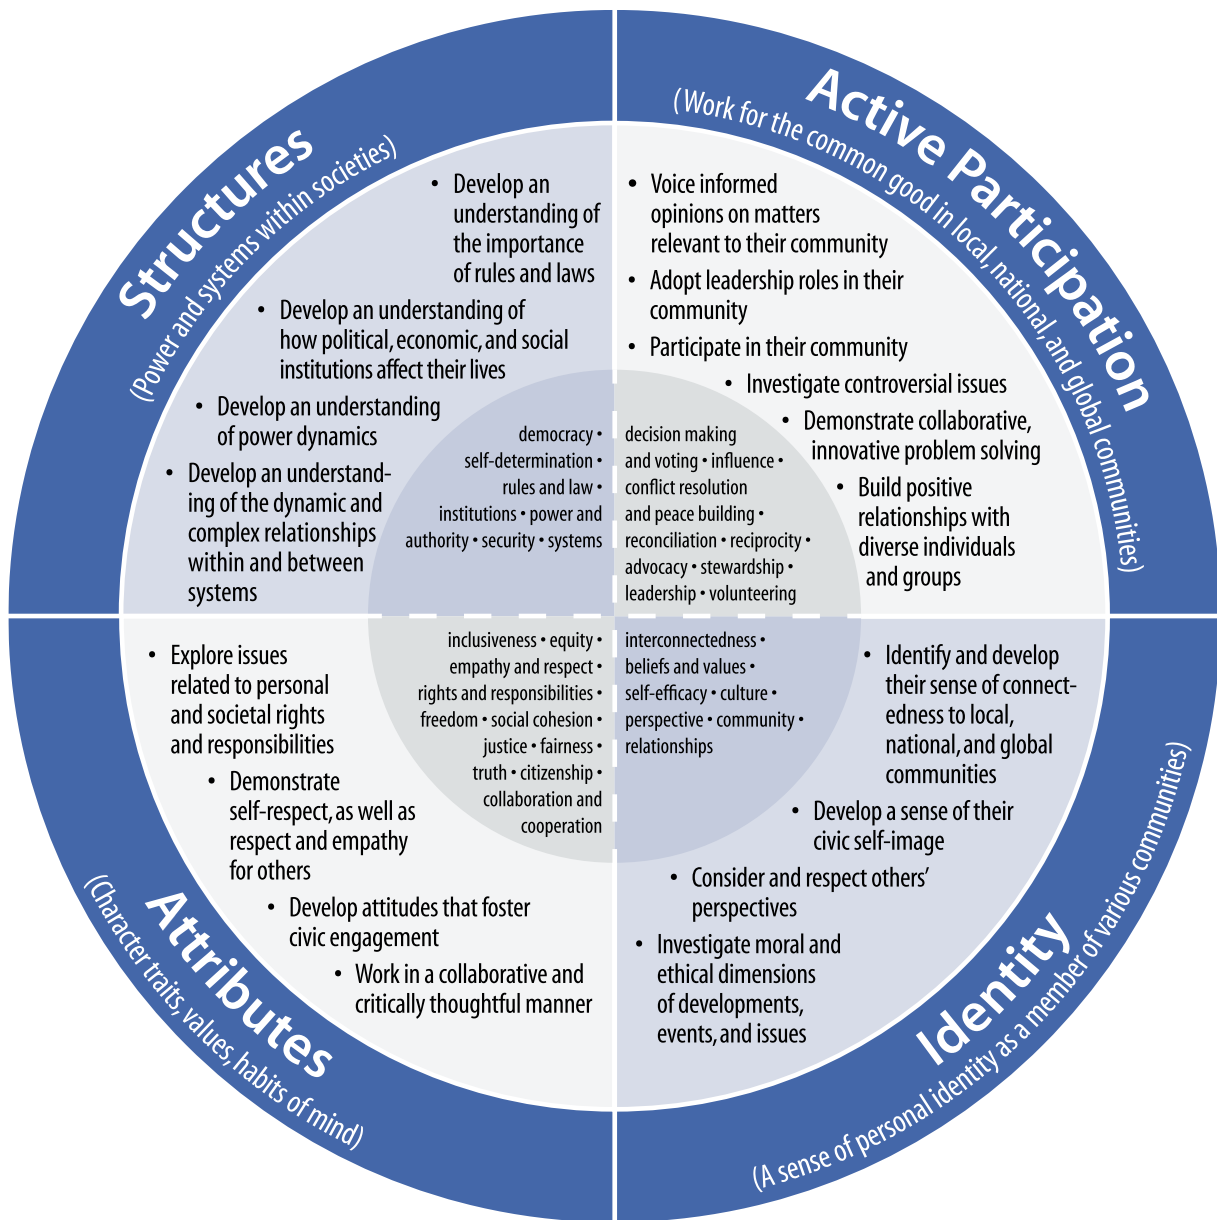 Structures
(Power and systems within societies)
• Develop an
understanding of
the importance
of rules and laws
• Develop an understanding of
how political, economic, and social
institutions affect their lives
• Develop an understanding
of power dynamics
• Develop an understand-
ing of the dynamic and
complex relationships
within and between
systems
democracy •
self-determination •
rules and law •
institutions • power and
authority • security • systems
Active Participation
(Work for the common good in local, national, and global communities)
• Voice informed
opinions on matters
relevant to their community
• Adopt leadership roles in their
community
• Participate in their community
• Investigate controversial issues
• Demonstrate collaborative,
innovative problem solving
• Build positive
relationships with
diverse individuals
and groups
decision making
and voting • influence •
conflict resolution
and peace building •
reconciliation • reciprocity •
advocacy • stewardship •
leadership • volunteering
Attributes
(Character traits, values, habits of mind)
• Explore issues
related to personal
and societal rights
and responsibilities
• Demonstrate
self-respect, as well as
respect and empathy
for others
• Develop attitudes that foster
civic engagement
• Work in a collaborative and
critically thoughtful manner
inclusiveness • equity •
empathy and respect •
rights and responsibilities •
freedom • social cohesion •
justice • fairness •
truth • citizenship •
collaboration and
cooperation
Identity
(A sense of personal identity as a member of various communities)
interconnectedness •
beliefs and values •
self-efficacy • culture •
perspective • community •
relationships
• Identify and develop
their sense of connect-
edness to local,
national, and global
communities
• Develop a sense of their
civic self-image
• Consider and respect others'
perspectives
• Investigate moral and
ethical dimensions
of developments,
events, and issues